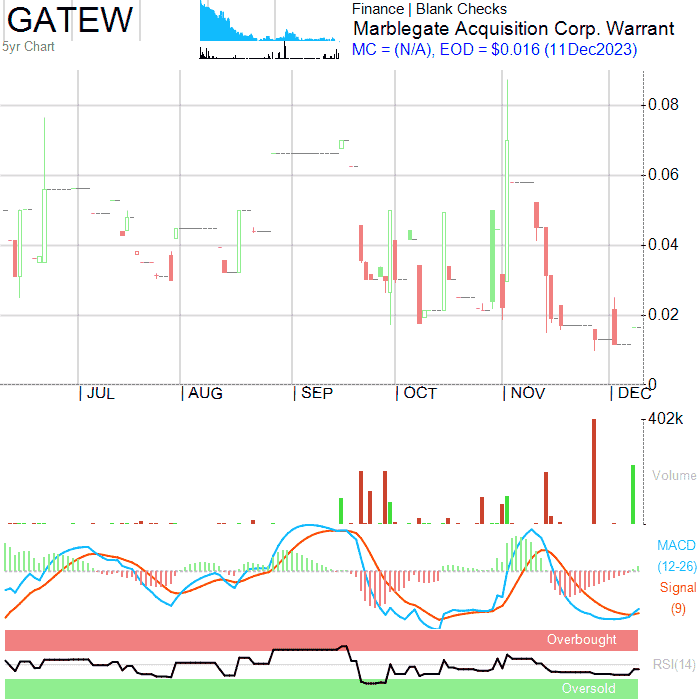 GATEW
5yr Chart
Finance | Blank Checks
Marblegate Acquisition Corp. Warrant
MC = (N/A), EOD = $0.016 (11Dec2023)
0.08
0.06
0.04
0.02
0
JUL AUG SEP OCT NOV DEC
402k
Volume
MACD
(12-26)
Signal
(9)
Overbought
RSI(14)
Oversold